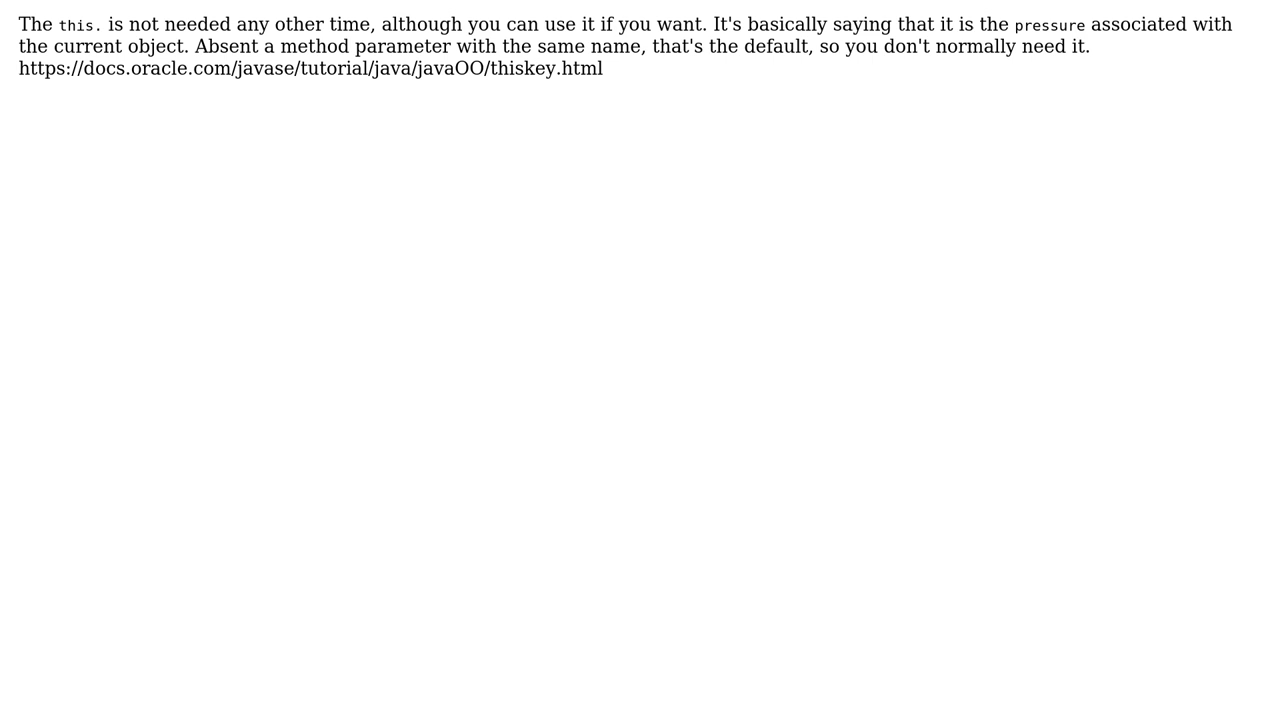 The this. is not needed any other time, although you can use it if you want. It's basically saying that it is the pressure associated with
the current object. Absent a method parameter with the same name, that's the default, so you don't normally need it.
https://docs.oracle.com/javase/tutorial/java/javaOO/thiskey.html